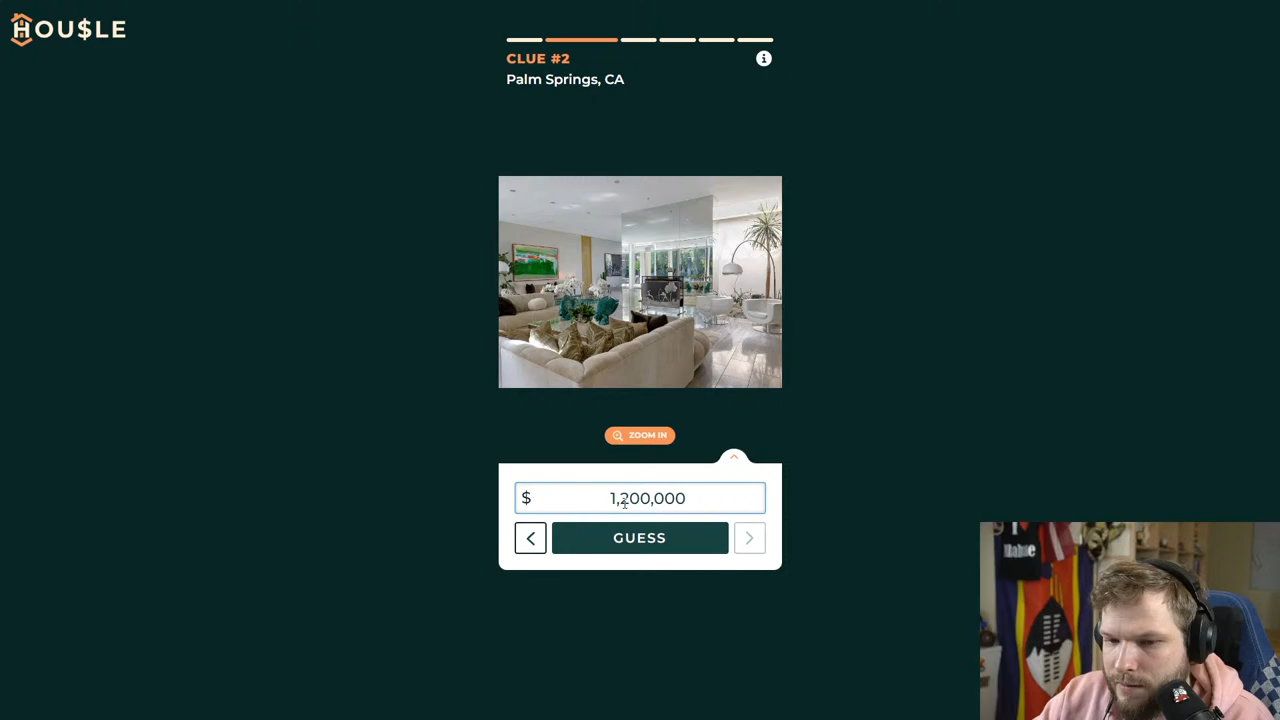 HOU$LE
CLUE #2
Palm Springs, CA
ZOOM IN
$ 1,200,000
GUESS